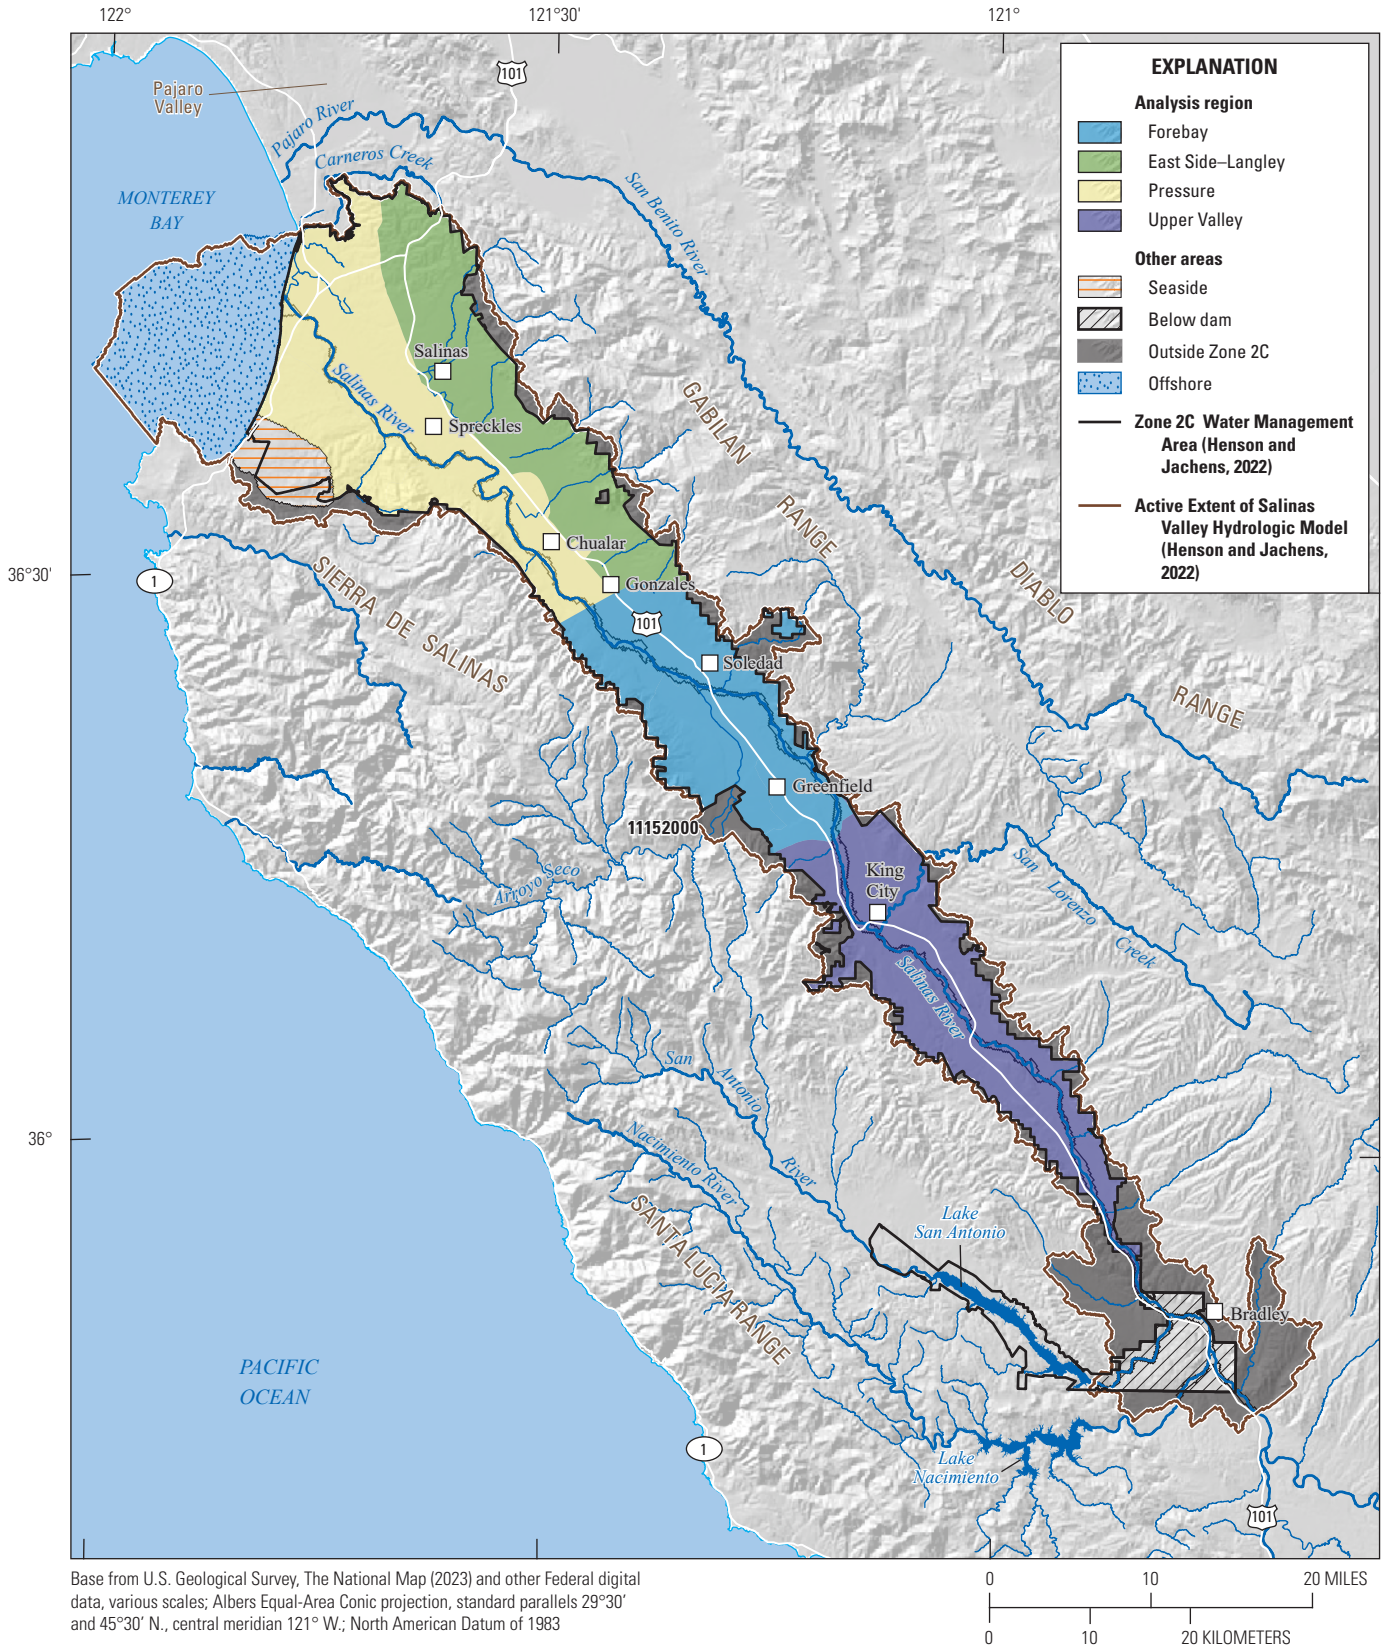 122°
121°30'
121°
101
Pajaro
Valley
Pajaro River
Carneros Creek
MONTEREY
BAY
San Benito River
Salinas
Salinas River
Spreckles
GABILAN
RANGE
Chualar
Gonzales
101
36°30'
1
SIERRA DE SALINAS
Soledad
DIABLO
RANGE
Greenfield
11152000
King
City
Arroyo Seco
San Lorenzo Creek
Salinas River
San Antonio River
36°
Nacimiento River
SANTA LUCIA RANGE
Lake
San Antonio
Bradley
PACIFIC
OCEAN
1
Lake
Nacimiento
101
EXPLANATION
Analysis region
Forebay
East Side–Langley
Pressure
Upper Valley
Other areas
Seaside
Below dam
Outside Zone 2C
Offshore
Zone 2C Water Management
Area (Henson and
Jachens, 2022)
Active Extent of Salinas
Valley Hydrologic Model
(Henson and Jachens,
2022)
Base from U.S. Geological Survey, The National Map (2023) and other Federal digital
data, various scales; Albers Equal-Area Conic projection, standard parallels 29°30'
and 45°30' N., central meridian 121° W.; North American Datum of 1983
0 10 20 MILES
0 10 20 KILOMETERS